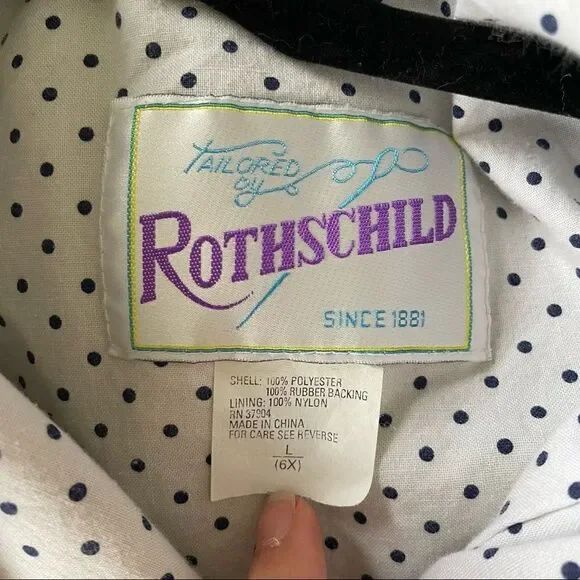 TAILORED
by
ROTHSCHILD
SINCE 1881
SHELL: 100% POLYESTER
100% RUBBER BACKING
LINING: 100% NYLON
RN 37904
MADE IN CHINA
FOR CARE SEE REVERSE
L
(6X)